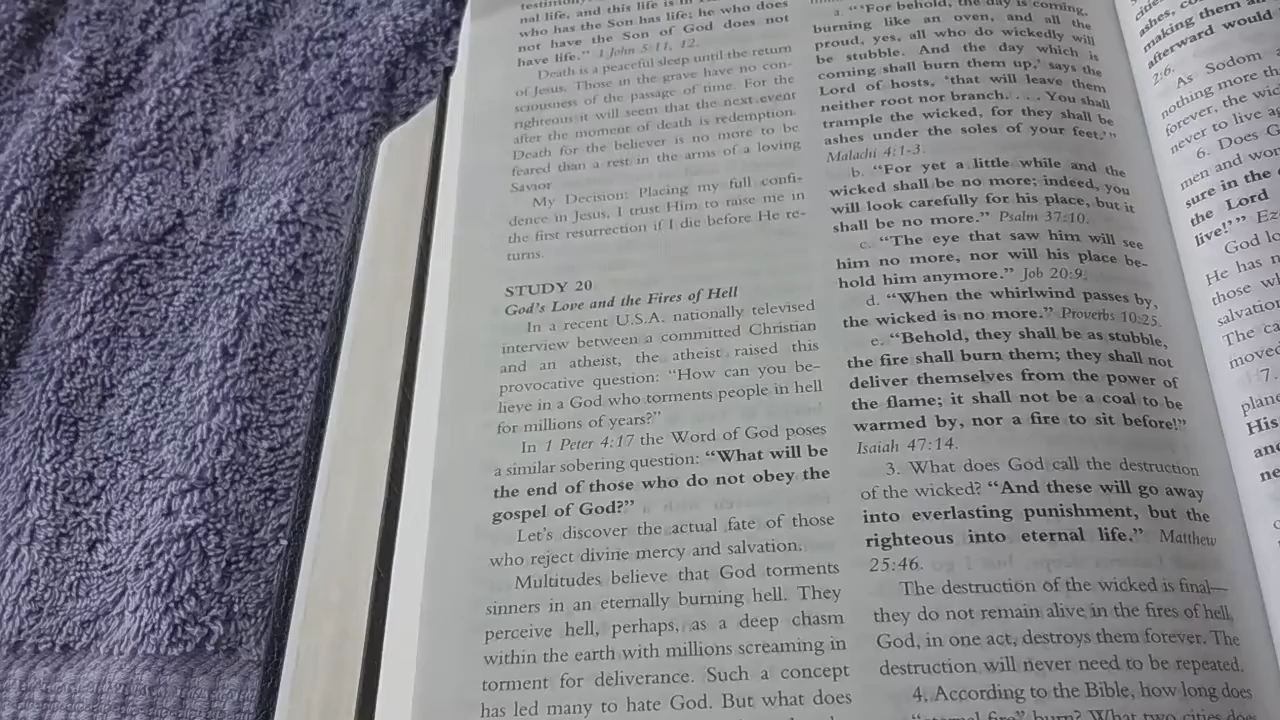 nal life, and this life is in
who has the Son has life; he who does
not have the Son of God does not
have life." 1 John 5:11, 12.
Death is a peaceful sleep until the return
of Jesus. Those in the grave have no con-
sciousness of the passage of time. For the
righteous it will seem that the next event
after the moment of death is redemption.
Death for the believer is no more to be
feared than a rest in the arms of a loving
Savior
My Decision: Placing my full confi-
dence in Jesus, I trust Him to raise me in
the first resurrection if I die before He re-
turns.
STUDY 20
God's Love and the Fires of Hell
In a recent U.S.A. nationally televised
interview between a committed Christian
and an atheist, the atheist raised this
provocative question: "How can you be-
lieve in a God who torments people in hell
for millions of years?"
In 1 Peter 4:17 the Word of God poses
a similar sobering question: "What will be
the end of those who do not obey the
gospel of God?"
Let's discover the actual fate of those
who reject divine mercy and salvation.
Multitudes believe that God torments
sinners in an eternally burning hell. They
perceive hell, perhaps, as a deep chasm
within the earth with millions screaming in
torment for deliverance. Such a concept
has led many to hate God. But what does
a. "'For behold, the day is coming,
burning like an oven, and all the
proud, yes, all who do wickedly will
be stubble. And the day which is
coming shall burn them up,' says the
Lord of hosts, 'that will leave them
neither root nor branch. . . . You shall
trample the wicked, for they shall be
ashes under the soles of your feet.'"
Malachi 4:1-3.
b. "For yet a little while and the
wicked shall be no more; indeed, you
will look carefully for his place, but it
shall be no more." Psalm 37:10.
c. "The eye that saw him will see
him no more, nor will his place be-
hold him anymore." Job 20:9.
d. "When the whirlwind passes by,
the wicked is no more." Proverbs 10:25.
e. "Behold, they shall be as stubble,
the fire shall burn them; they shall not
deliver themselves from the power of
the flame; it shall not be a coal to be
warmed by, nor a fire to sit before!"
Isaiah 47:14.
3. What does God call the destruction
of the wicked? "And these will go away
into everlasting punishment, but the
righteous into eternal life." Matthew
25:46.
The destruction of the wicked is final—
they do not remain alive in the fires of hell.
God, in one act, destroys them forever. The
destruction will never need to be repeated.
4. According to the Bible, how long does
"eternal fire" burn? What two cities does
ashes,
making them
afterward would
2:6.
As Sodom
nothing more
forever, the
never to live
6. Does
men and
sure in the
the Lord
live!'"
God
He has
those
salvation
The
moved
7.
His